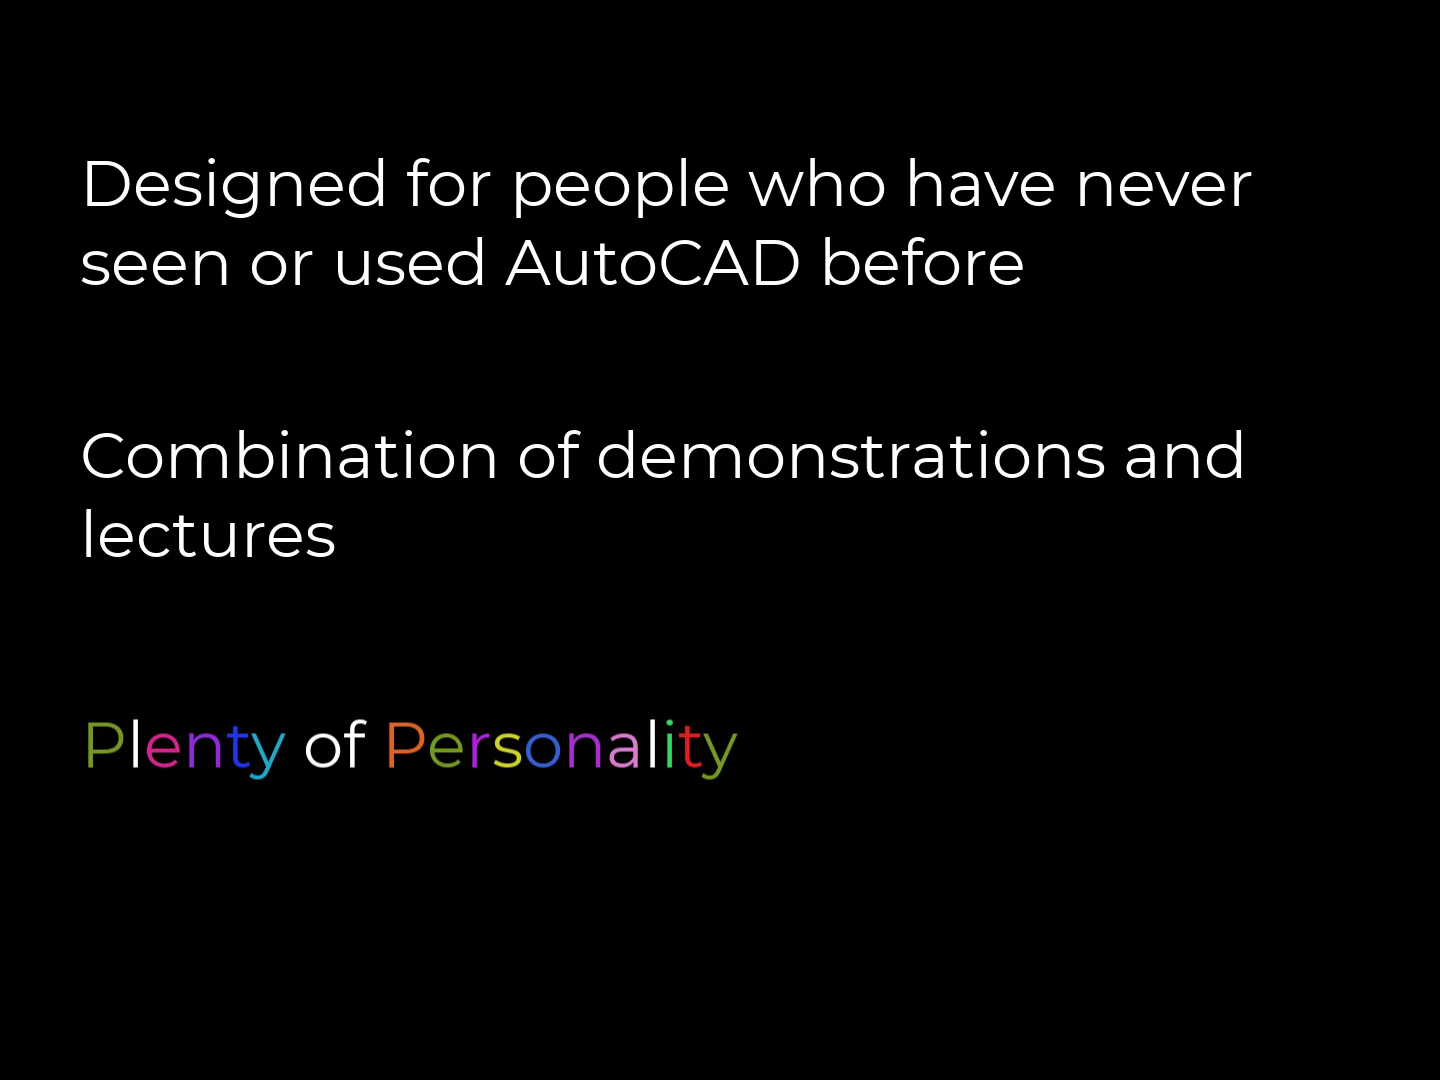 Designed for people who have never
seen or used AutoCAD before
Combination of demonstrations and
lectures
Plenty of Personality